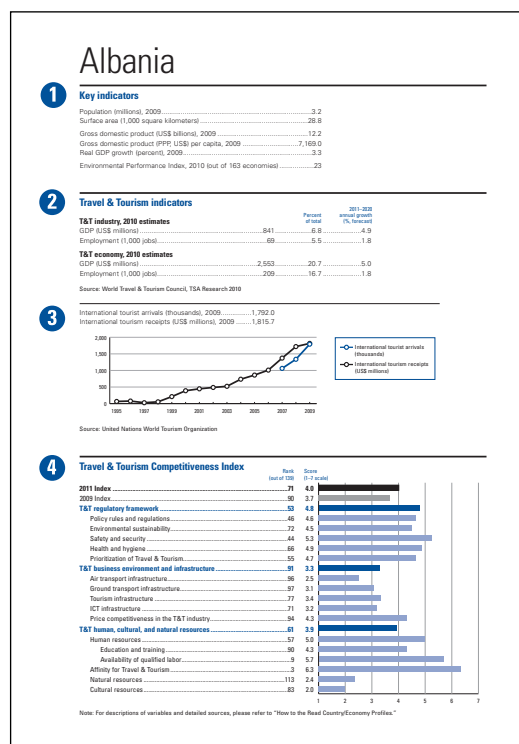 Albania
1
Key indicators
Population (millions), 2009 3.2
Surface area (1,000 square kilometers) 28.8
Gross domestic product (US$ billions), 2009 12.2
Gross domestic product (PPP, US$) per capita, 2009 7,169.0
Real GDP growth (percent), 2009 3.3
Environmental Performance Index, 2010 (out of 163 economies) 23
2
Travel & Tourism indicators
T&T industry, 2010 estimates Percent of total 2011–2020 annual growth (%, forecast)
GDP (US$ millions) 841 6.8 4.9
Employment (1,000 jobs) 69 5.5 1.8
T&T economy, 2010 estimates
GDP (US$ millions) 2,553 20.7 5.0
Employment (1,000 jobs) 209 16.7 1.8
Source: World Travel & Tourism Council, TSA Research 2010
3
International tourist arrivals (thousands), 2009 1,792.0
International tourism receipts (US$ millions), 2009 1,815.7
2,000
1,500
1,000
500
0
1995 1997 1999 2001 2003 2005 2007 2009
International tourist arrivals
(thousands)
International tourism receipts
(US$ millions)
Source: United Nations World Tourism Organization
4
Travel & Tourism Competitiveness Index
Rank Score
(out of 139) (1–7 scale)
2011 Index 71 4.0
2009 Index 90 3.7
T&T regulatory framework 53 4.8
Policy rules and regulations 46 4.6
Environmental sustainability 72 4.5
Safety and security 44 5.3
Health and hygiene 66 4.9
Prioritization of Travel & Tourism 55 4.7
T&T business environment and infrastructure 91 3.3
Air transport infrastructure 96 2.5
Ground transport infrastructure 97 3.1
Tourism infrastructure 77 3.4
ICT infrastructure 71 3.2
Price competitiveness in the T&T industry 94 4.3
T&T human, cultural, and natural resources 61 3.9
Human resources 57 5.0
Education and training 90 4.3
Availability of qualified labor 9 5.7
Affinity for Travel & Tourism 3 6.3
Natural resources 113 2.4
Cultural resources 83 2.0
1 2 3 4 5 6 7
Note: For descriptions of variables and detailed sources, please refer to “How to the Read Country/Economy Profiles.”